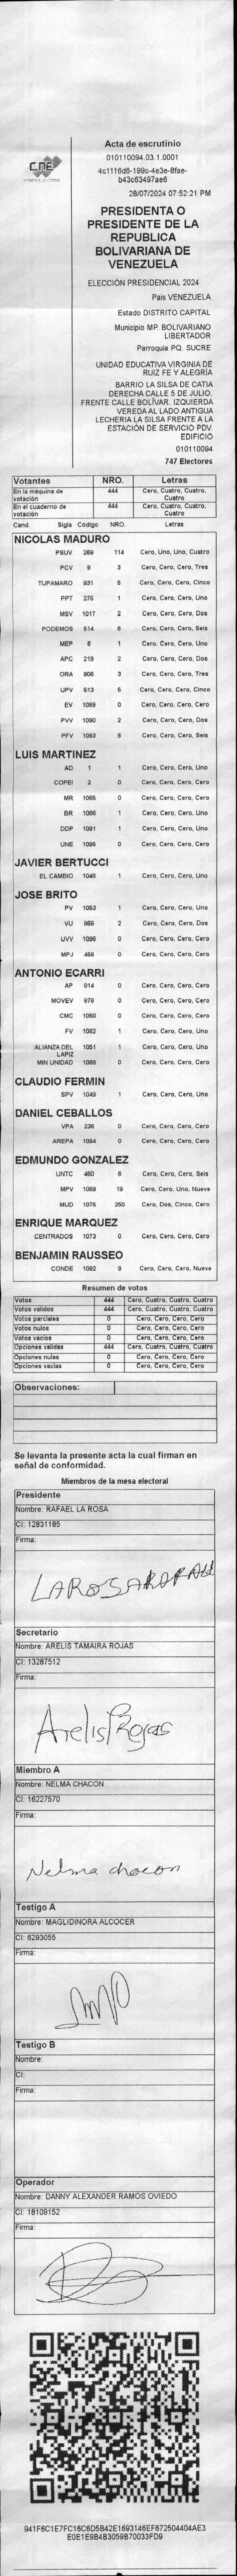 CNE
Acta de escrutinio
010110094.03.1.0001
4c1116d6-199c-4e3e-8fae-
b43c63497ae6
28/07/2024 07:52:21 PM
PRESIDENTA O
PRESIDENTE DE LA
REPUBLICA
BOLIVARIANA DE
VENEZUELA
ELECCIÓN PRESIDENCIAL 2024
Pais VENEZUELA
Estado DISTRITO CAPITAL
Municipio MP. BOLIVARIANO
LIBERTADOR
Parroquia PQ. SUCRE
UNIDAD EDUCATIVA VIRGINIA DE
RUIZ FE Y ALEGRÍA
BARRIO LA SILSA DE CATIA
DERECHA CALLE 5 DE JULIO.
FRENTE CALLE BOLÍVAR. IZQUIERDA
VEREDA AL LADO ANTIGUA
LECHERIA LA SILSA FRENTE A LA
ESTACIÓN DE SERVICIO PDV.
EDIFICIO
010110094
747 Electores
Votantes NRO. Letras
En la máquina de votación 444 Cero, Cuatro, Cuatro, Cuatro
En el cuaderno de votación 444 Cero, Cuatro, Cuatro, Cuatro
Cand. Sigla Código NRO. Letras
NICOLAS MADURO
PSUV 269 114 Cero, Uno, Uno, Cuatro
PCV 9 3 Cero, Cero, Cero, Tres
TUPAMARO 931 5 Cero, Cero, Cero, Cinco
PPT 276 1 Cero, Cero, Cero, Uno
MSV 1017 2 Cero, Cero, Cero, Dos
PODEMOS 514 6 Cero, Cero, Cero, Seis
MEP 6 1 Cero, Cero, Cero, Uno
APC 219 2 Cero, Cero, Cero, Dos
ORA 906 3 Cero, Cero, Cero, Tres
UPV 513 5 Cero, Cero, Cero, Cinco
EV 1089 0 Cero, Cero, Cero, Cero
PVV 1090 2 Cero, Cero, Cero, Dos
PFV 1093 6 Cero, Cero, Cero, Seis
LUIS MARTINEZ
AD 1 1 Cero, Cero, Cero, Uno
COPEI 2 0 Cero, Cero, Cero, Cero
MR 1065 0 Cero, Cero, Cero, Cero
BR 1066 1 Cero, Cero, Cero, Uno
DDP 1091 1 Cero, Cero, Cero, Uno
UNE 1095 0 Cero, Cero, Cero, Cero
JAVIER BERTUCCI
EL CAMBIO 1048 1 Cero, Cero, Cero, Uno
JOSE BRITO
PV 1053 1 Cero, Cero, Cero, Uno
VU 969 2 Cero, Cero, Cero, Dos
UVV 1096 0 Cero, Cero, Cero, Cero
MPJ 458 0 Cero, Cero, Cero, Cero
ANTONIO ECARRI
AP 914 0 Cero, Cero, Cero, Cero
MOVEV 979 0 Cero, Cero, Cero, Cero
CMC 1050 0 Cero, Cero, Cero, Cero
FV 1062 1 Cero, Cero, Cero, Uno
ALIANZA DEL LAPIZ 1051 1 Cero, Cero, Cero, Uno
MIN UNIDAD 1068 0 Cero, Cero, Cero, Cero
CLAUDIO FERMIN
SPV 1049 1 Cero, Cero, Cero, Uno
DANIEL CEBALLOS
VPA 236 0 Cero, Cero, Cero, Cero
AREPA 1094 0 Cero, Cero, Cero, Cero
EDMUNDO GONZALEZ
UNTC 460 6 Cero, Cero, Cero, Seis
MPV 1069 19 Cero, Cero, Uno, Nueve
MUD 1075 250 Cero, Dos, Cinco, Cero
ENRIQUE MARQUEZ
CENTRADOS 1073 0 Cero, Cero, Cero, Cero
BENJAMIN RAUSSEO
CONDE 1092 9 Cero, Cero, Cero, Nueve
Resumen de votos
Votos 444 Cero, Cuatro, Cuatro, Cuatro
Votos validos 444 Cero, Cuatro, Cuatro, Cuatro
Votos parciales 0 Cero, Cero, Cero, Cero
Votos nulos 0 Cero, Cero, Cero, Cero
Votos vacios 0 Cero, Cero, Cero, Cero
Opciones validas 444 Cero, Cuatro, Cuatro, Cuatro
Opciones nulas 0 Cero, Cero, Cero, Cero
Opciones vacias 0 Cero, Cero, Cero, Cero
Observaciones:
Se levanta la presente acta la cual firman en
señal de conformidad.
Miembros de la mesa electoral
Presidente
Nombre: RAFAEL LA ROSA
CI: 12831185
Firma:
LAROSARAFAEL
Secretario
Nombre: ARELIS TAMAIRA ROJAS
CI: 13287512
Firma:
Arelis Rojas
Miembro A
Nombre: NELMA CHACON
CI: 16227570
Firma:
Nelma chacon
Testigo A
Nombre: MAGLIDINORA ALCOCER
CI: 6293055
Firma:
Testigo B
Nombre:
CI:
Firma:
Operador
Nombre: DANNY ALEXANDER RAMOS OVIEDO
CI: 18109152
Firma:
941F6C1E7FC16C6D5B42E1693146EF672504404AE3
E0E1E9B4B3059B70033FD9